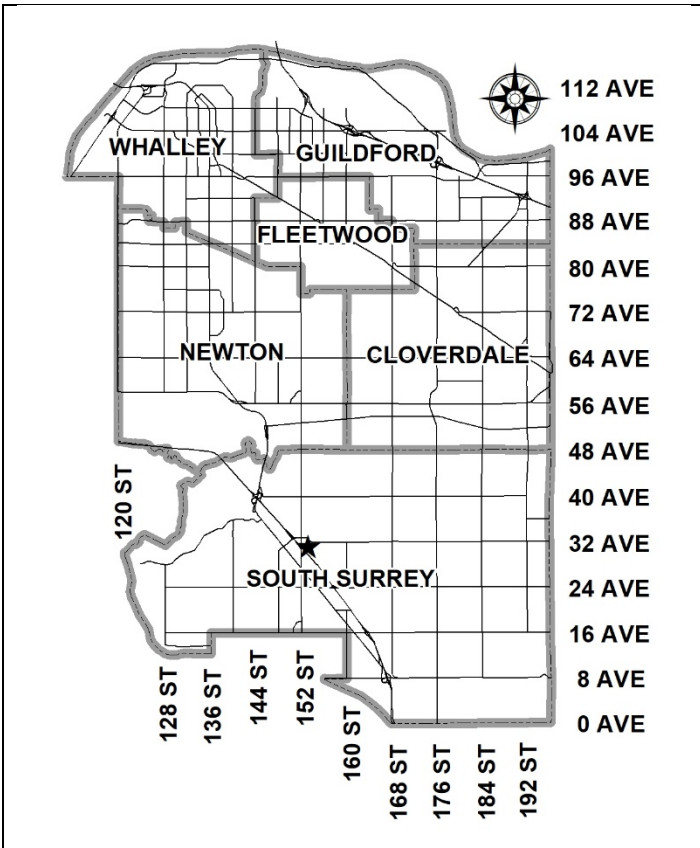 112 AVE
104 AVE
WHALLEY
GUILDFORD
96 AVE
88 AVE
FLEETWOOD
80 AVE
72 AVE
NEWTON
CLOVERDALE
64 AVE
56 AVE
48 AVE
120 ST
40 AVE
32 AVE
SOUTH SURREY
24 AVE
16 AVE
8 AVE
0 AVE
128 ST
136 ST
144 ST
152 ST
160 ST
168 ST
176 ST
184 ST
192 ST